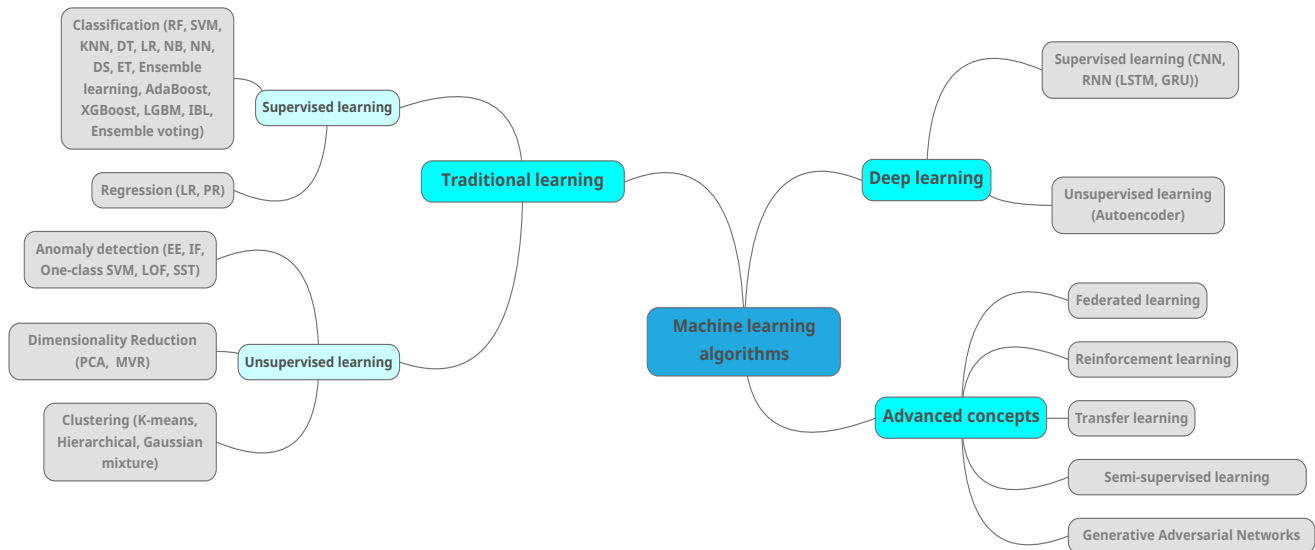 Classification (RF, SVM,
KNN, DT, LR, NB, NN,
DS, ET, Ensemble
learning, AdaBoost,
XGBoost, LGBM, IBL,
Ensemble voting)
Supervised learning
Regression (LR, PR)
Traditional learning
Anomaly detection (EE, IF,
One-class SVM, LOF, SST)
Dimensionality Reduction
(PCA,  MVR)
Unsupervised learning
Clustering (K-means,
Hierarchical, Gaussian
mixture)
Machine learning
algorithms
Deep learning
Supervised learning (CNN,
RNN (LSTM, GRU))
Unsupervised learning
(Autoencoder)
Advanced concepts
Federated learning
Reinforcement learning
Transfer learning
Semi-supervised learning
Generative Adversarial Networks